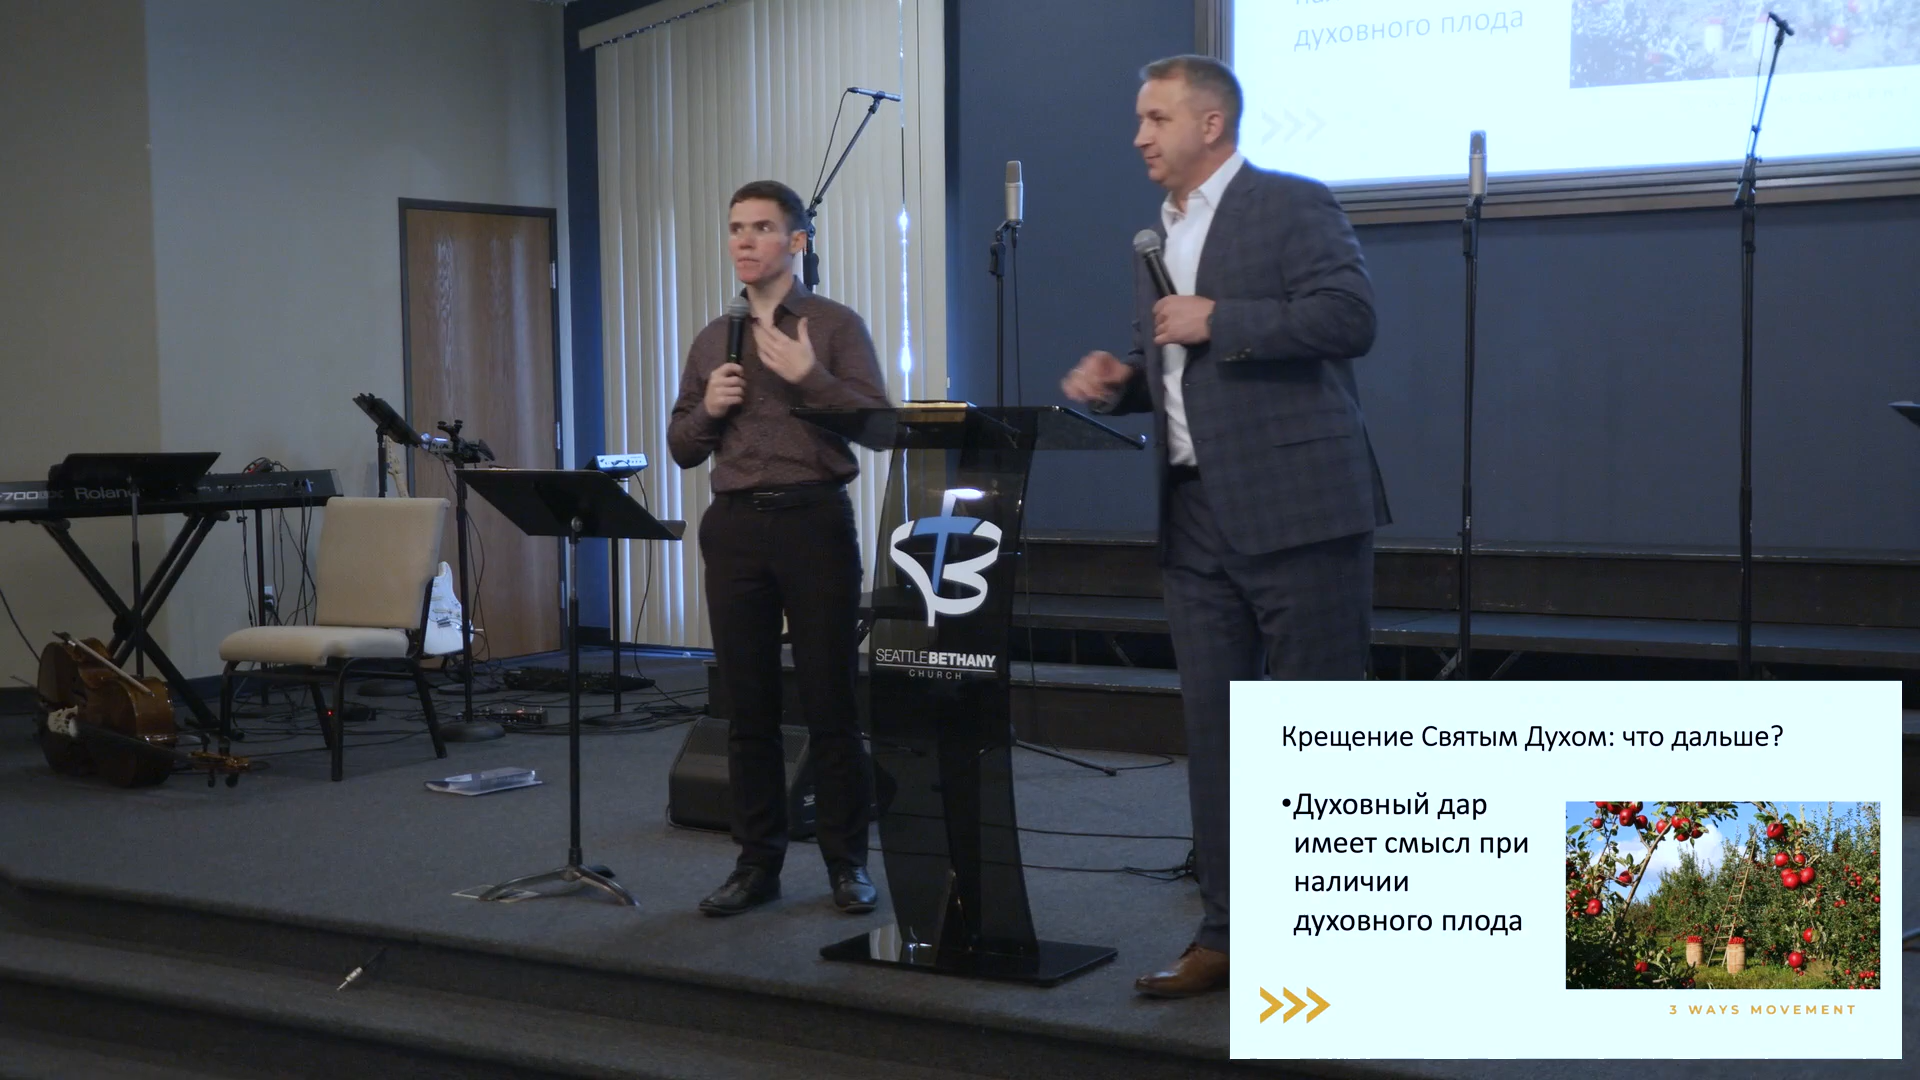 духовного плода
Roland
SEATTLEBETHANY
CHURCH
Крещение Святым Духом: что дальше?
•Духовный дар
имеет смысл при
наличии
духовного плода
3 WAYS MOVEMENT